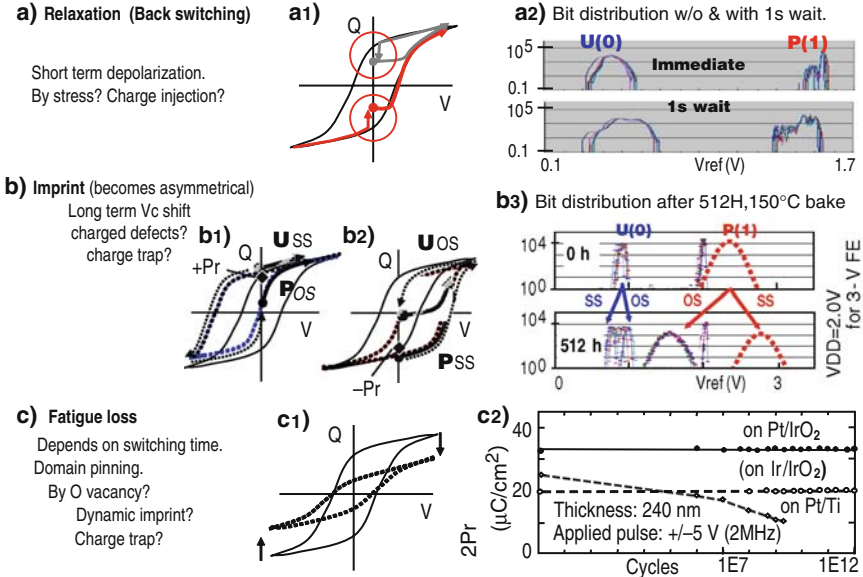 a) Relaxation (Back switching)
Short term depolarization.
By stress? Charge injection?
a1)
Q
V
a2) Bit distribution w/o & with 1s wait.
U(0)
P(1)
10⁵
Immediate
0.1
10⁵
1s wait
0.1
0.1
Vref (V)
1.7
b) Imprint (becomes asymmetrical)
Long term Vc shift
charged defects?
charge trap?
b1)
Q
U SS
+Pr
P OS
V
b2)
U OS
Q
V
P SS
−Pr
b3) Bit distribution after 512H,150°C bake
U(0)
P(1)
10⁴
0 h
10⁰
SS
OS
OS
SS
10⁴
512 h
10⁰
0
Vref (V)
3
VDD=2.0V
for 3-V FE
c) Fatigue loss
Depends on switching time.
Domain pinning.
By O vacancy?
Dynamic imprint?
Charge trap?
c1)
Q
V
c2)
40
20
0
2Pr
(μC/cm²)
on Pt/IrO₂
(on Ir/IrO₂)
on Pt/Ti
Thickness: 240 nm
Applied pulse: +/−5 V (2MHz)
Cycles
1E7
1E12